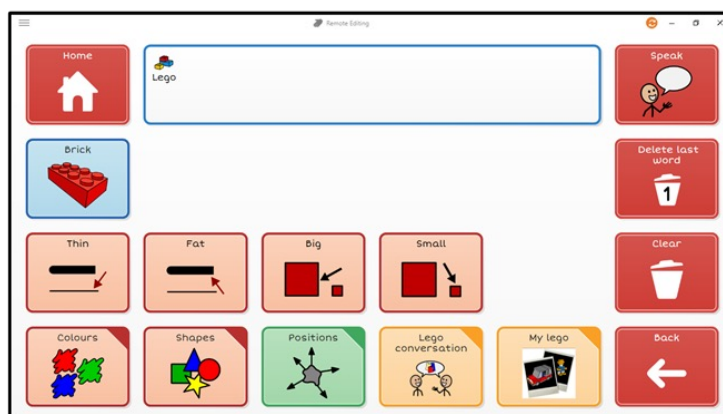 Remote Editing
Home
Lego
Speak
Brick
Delete last
word
1
Thin
Fat
Big
Small
Clear
Colours
Shapes
Positions
Lego
conversation
My lego
Back